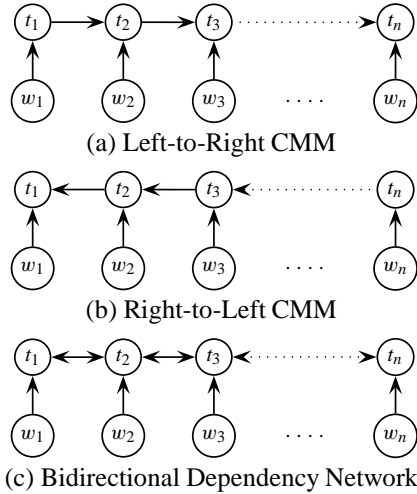 t1 t2 t3 tn
w1 w2 w3 . . . . wn
(a) Left-to-Right CMM
t1 t2 t3 tn
w1 w2 w3 . . . . wn
(b) Right-to-Left CMM
t1 t2 t3 tn
w1 w2 w3 . . . . wn
(c) Bidirectional Dependency Network